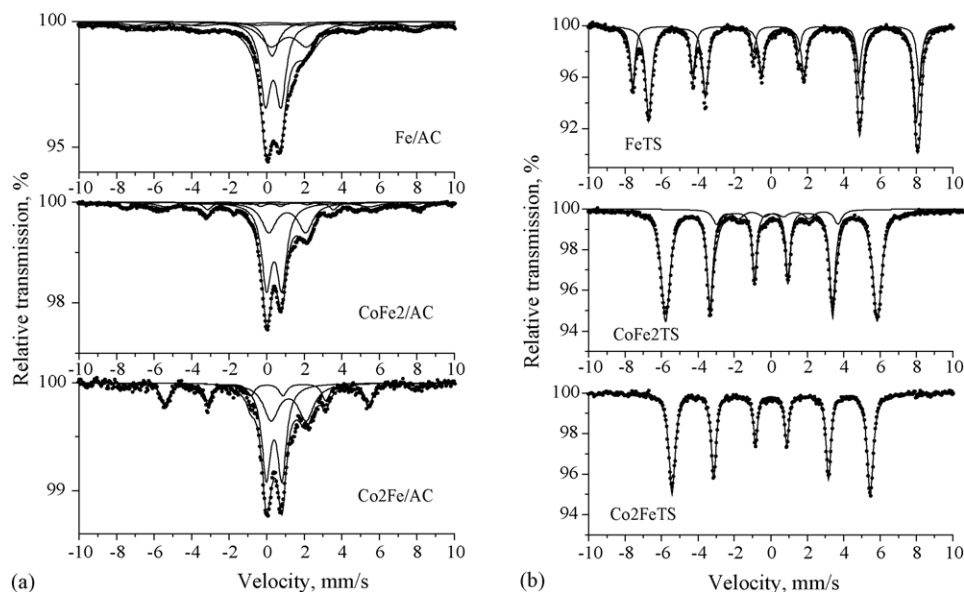 Relative transmission, %
100
95
Fe/AC
-10 -8 -6 -4 -2 0 2 4 6 8 10
100
98
CoFe2/AC
-10 -8 -6 -4 -2 0 2 4 6 8 10
100
99
Co2Fe/AC
-10 -8 -6 -4 -2 0 2 4 6 8 10
(a)
Velocity, mm/s
Relative transmission, %
100
96
92
FeTS
-10 -8 -6 -4 -2 0 2 4 6 8 10
100
98
96
94
CoFe2TS
-10 -8 -6 -4 -2 0 2 4 6 8 10
100
98
96
94
Co2FeTS
-10 -8 -6 -4 -2 0 2 4 6 8 10
(b)
Velocity, mm/s